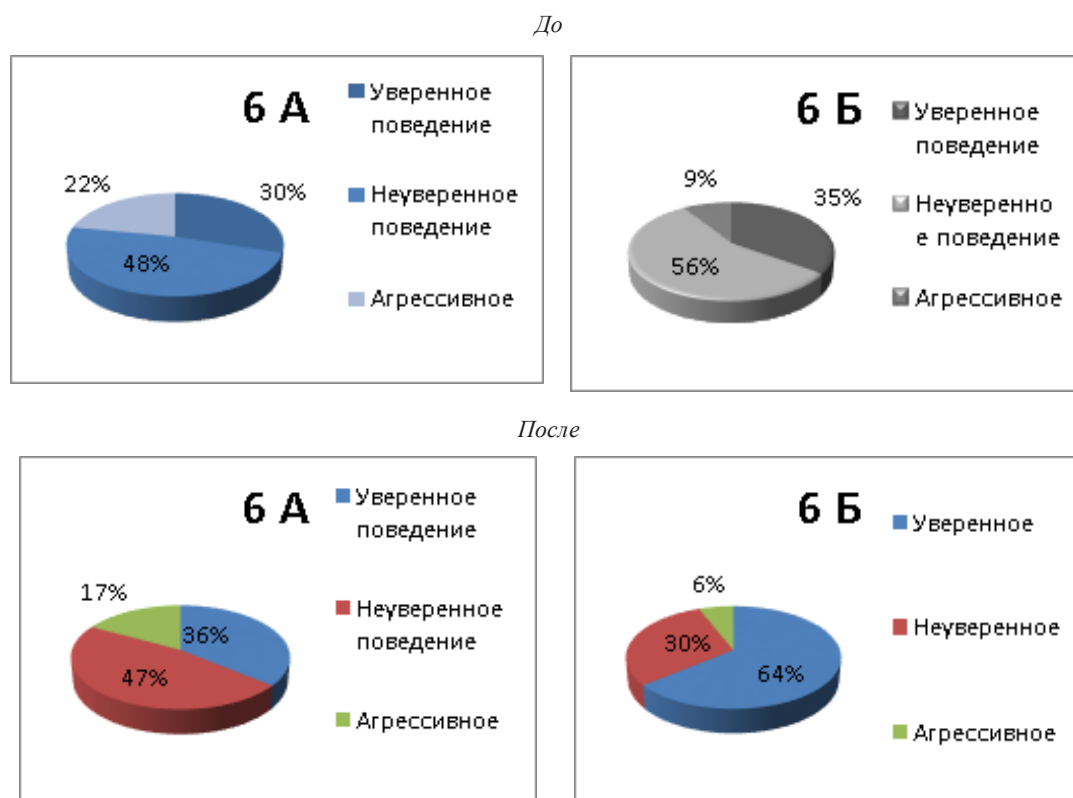 До
6 А
Уверенное
поведение
22%
30%
Неуверенное
поведение
48%
Агрессивное
6 Б
Уверенное
поведение
9%
35%
Неуверенно
е поведение
56%
Агрессивное
После
6 А
Уверенное
поведение
17%
36%
Неуверенное
поведение
47%
Агрессивное
6 Б
Уверенное
6%
30%
Неуверенное
64%
Агрессивное